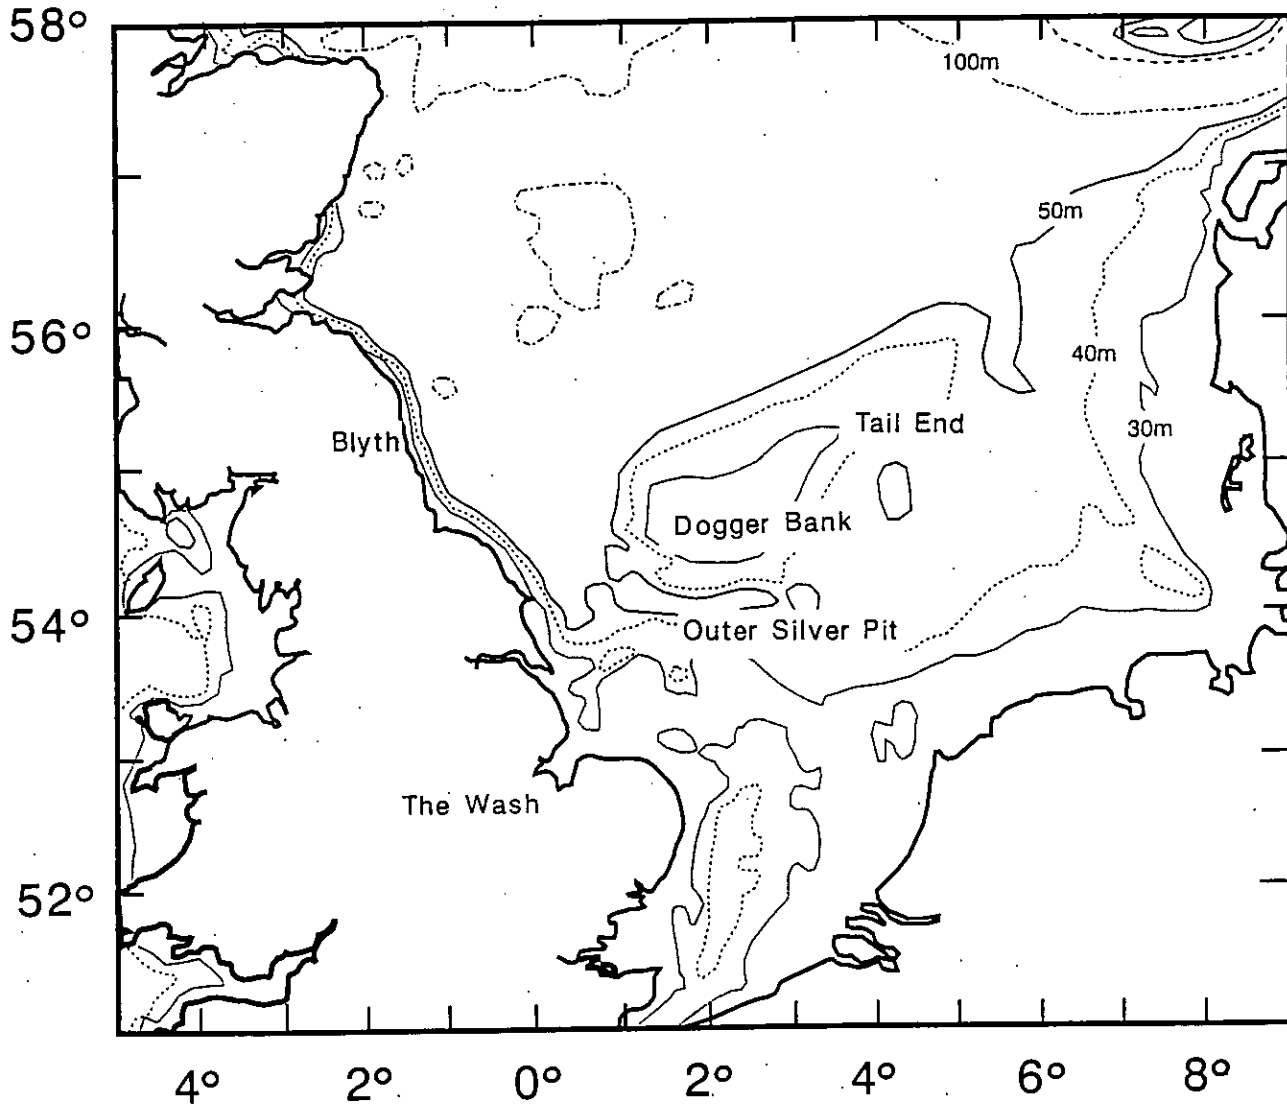 58°
100m
50m
56°
40m
Tail End
30m
Blyth
Dogger Bank
54°
Outer Silver Pit
The Wash
52°
4° 2° 0° 2° 4° 6° 8°